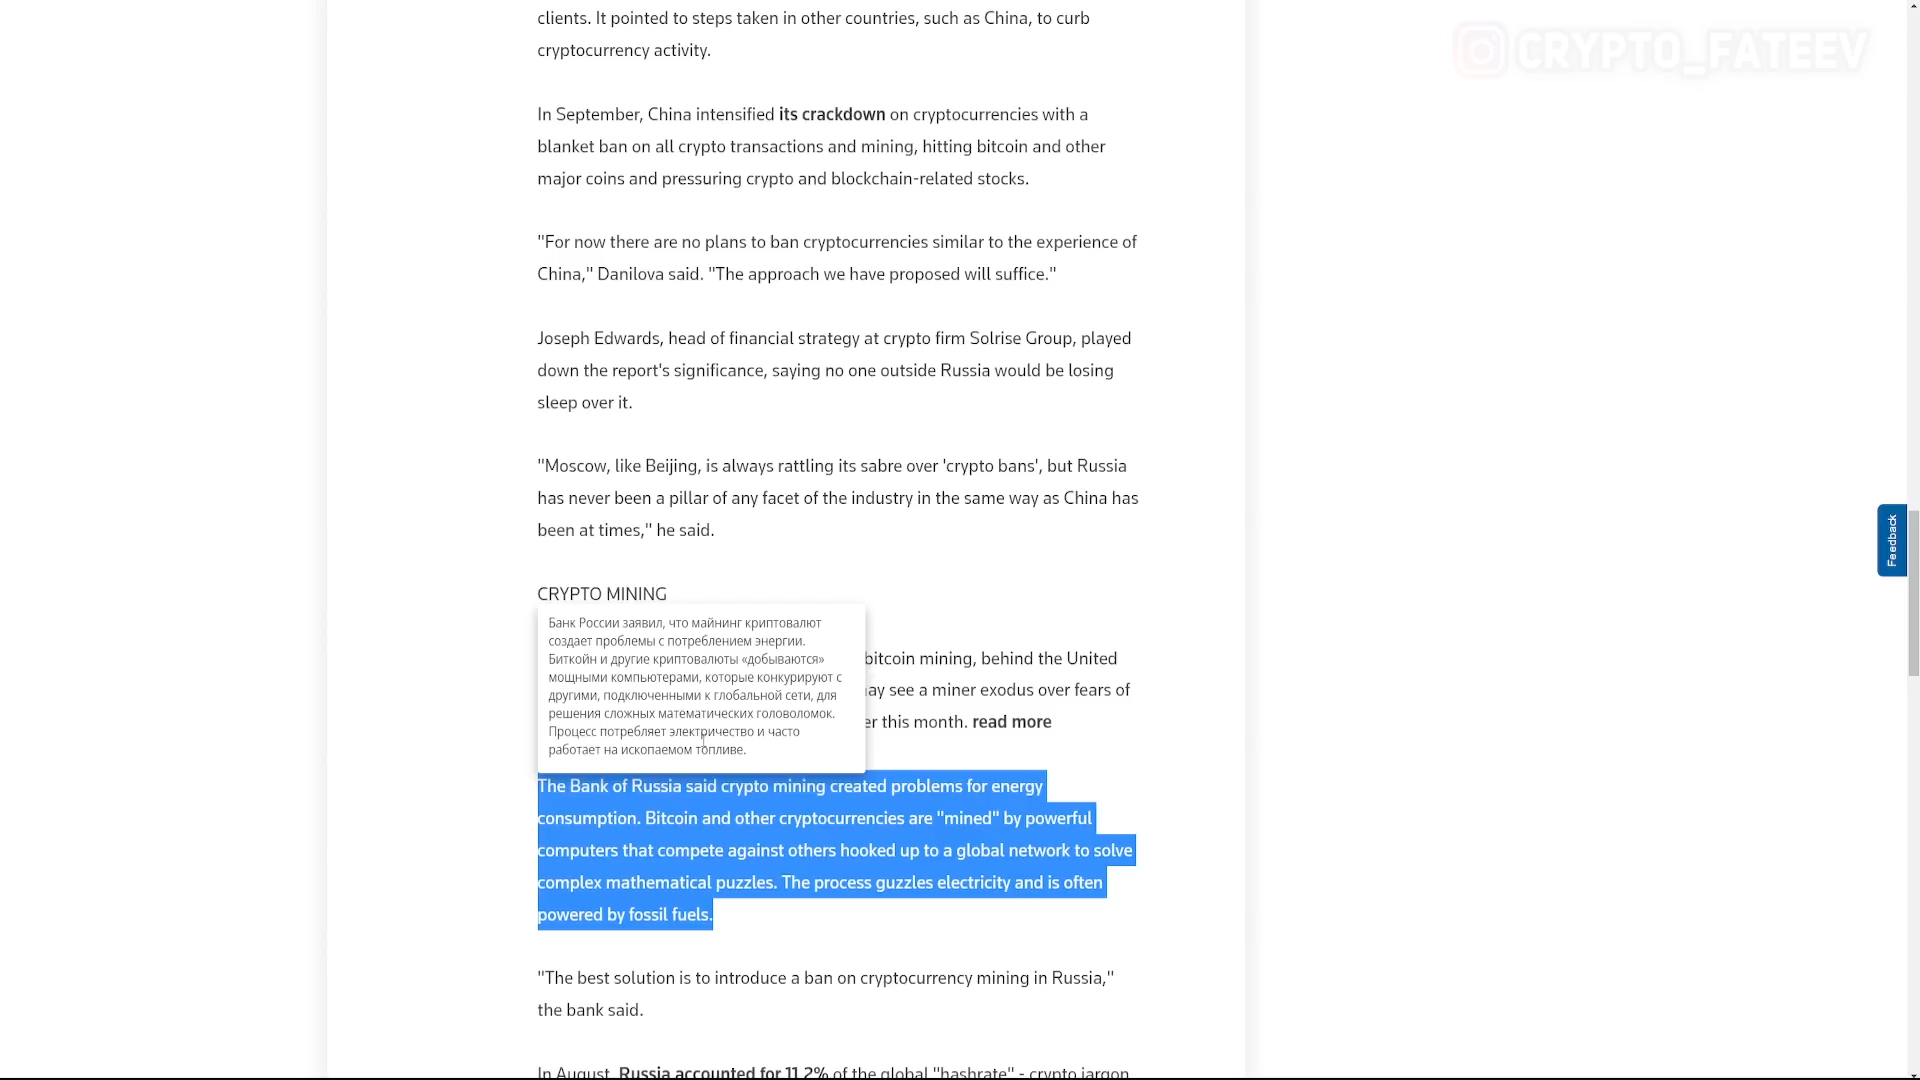 clients. It pointed to steps taken in other countries, such as China, to curb
cryptocurrency activity.
CRYPTO_FATEEV
In September, China intensified its crackdown on cryptocurrencies with a
blanket ban on all crypto transactions and mining, hitting bitcoin and other
major coins and pressuring crypto and blockchain-related stocks.
"For now there are no plans to ban cryptocurrencies similar to the experience of
China," Danilova said. "The approach we have proposed will suffice."
Joseph Edwards, head of financial strategy at crypto firm Solrise Group, played
down the report's significance, saying no one outside Russia would be losing
sleep over it.
"Moscow, like Beijing, is always rattling its sabre over 'crypto bans', but Russia
has never been a pillar of any facet of the industry in the same way as China has
been at times," he said.
Feedback
CRYPTO MINING
Банк России заявил, что майнинг криптовалют
создает проблемы с потреблением энергии.
Биткойн и другие криптовалюты «добываются»
мощными компьютерами, которые конкурируют с
другими, подключенными к глобальной сети, для
решения сложных математических головоломок.
Процесс потребляет электричество и часто
работает на ископаемом топливе.
bitcoin mining, behind the United
see a miner exodus over fears of
this month. read more
The Bank of Russia said crypto mining created problems for energy
consumption. Bitcoin and other cryptocurrencies are "mined" by powerful
computers that compete against others hooked up to a global network to solve
complex mathematical puzzles. The process guzzles electricity and is often
powered by fossil fuels.
"The best solution is to introduce a ban on cryptocurrency mining in Russia,"
the bank said.
In August, Russia accounted for 11.2% of the global "hashrate" - crypto jargon